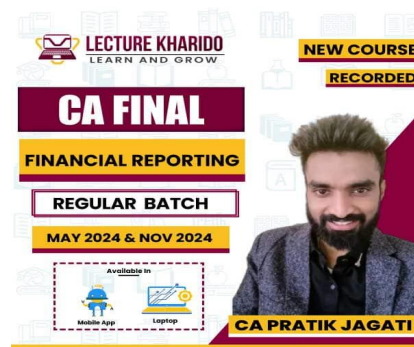 LECTURE KHARIDO
LEARN AND GROW
NEW COURSE
RECORDED
CA FINAL
FINANCIAL REPORTING
REGULAR BATCH
MAY 2024 & NOV 2024
Available In
Mobile App
Laptop
CA PRATIK JAGATI